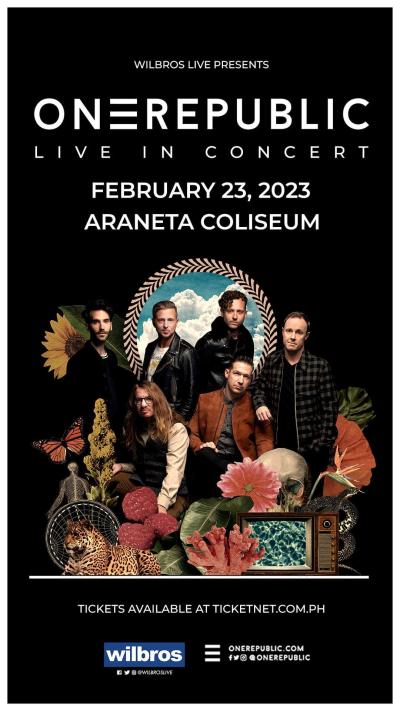 WILBROS LIVE PRESENTS
ONEREPUBLIC
LIVE IN CONCERT
FEBRUARY 23, 2023
ARANETA COLISEUM
TICKETS AVAILABLE AT TICKETNET.COM.PH
wilbros
@WILBROSLIVE
ONEREPUBLIC.COM
@ONEREPUBLIC